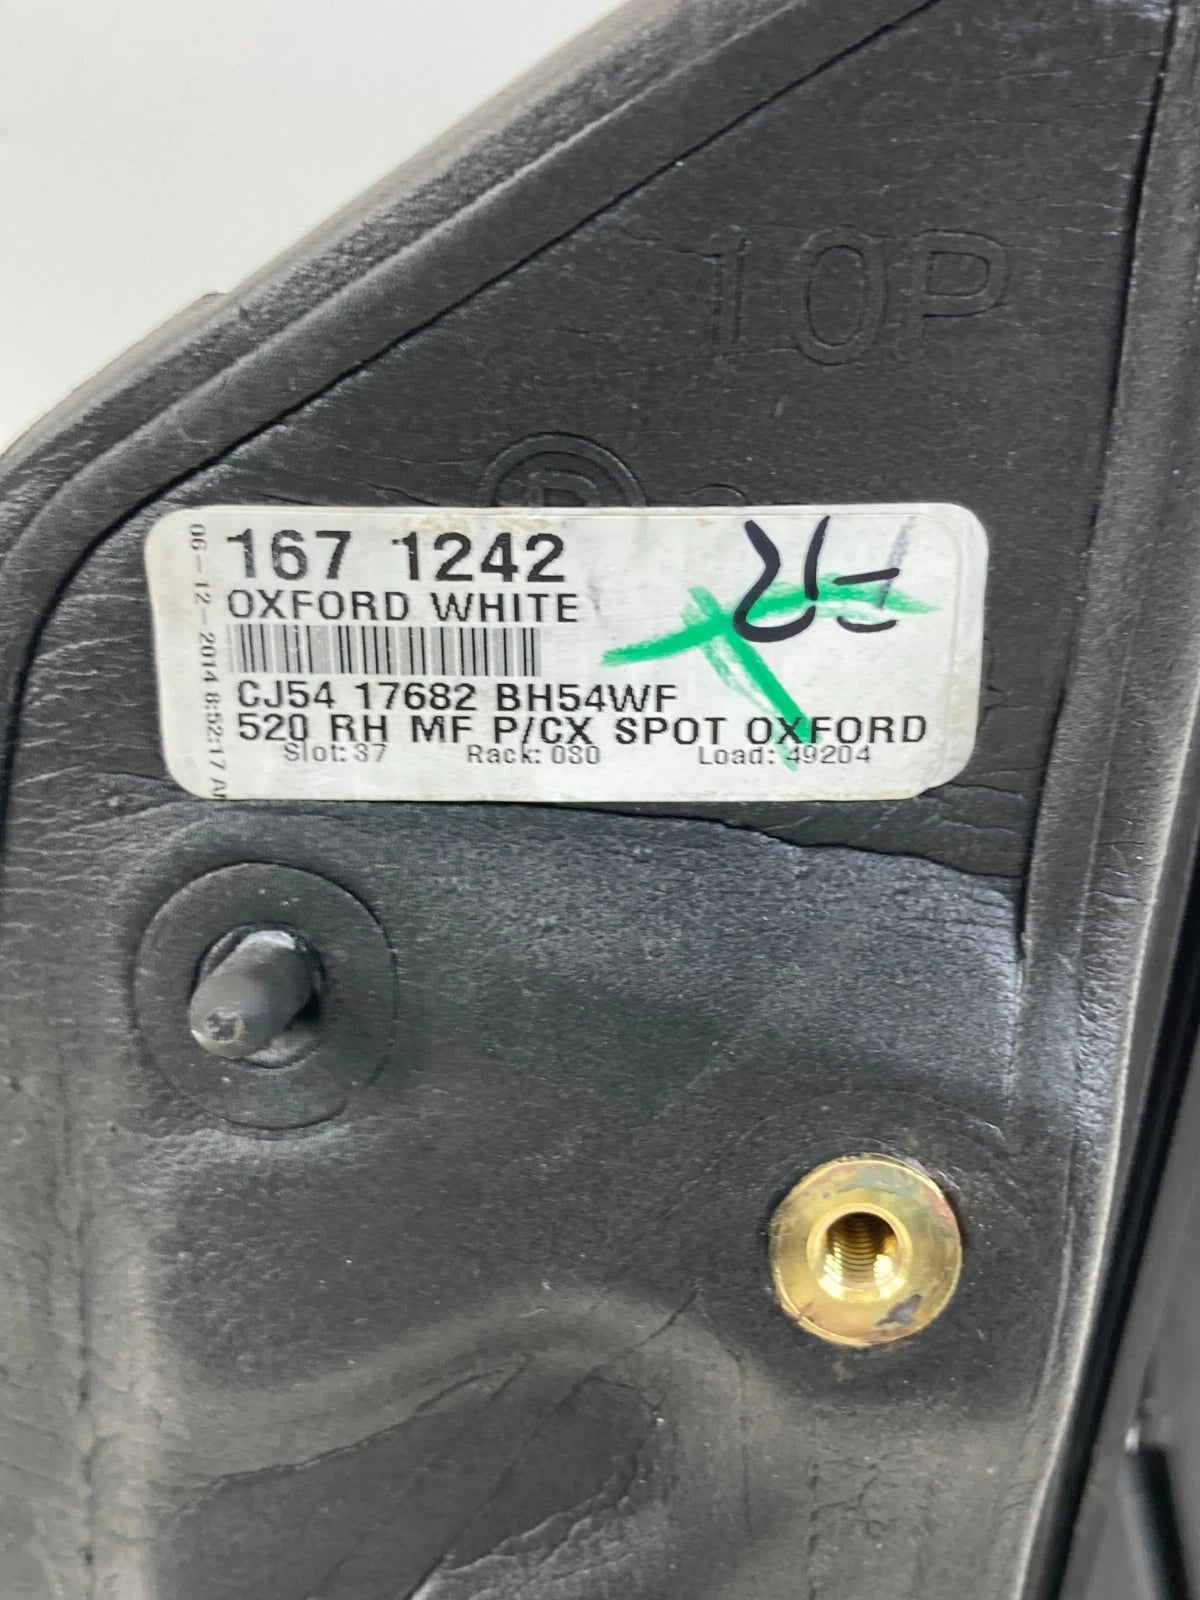 10P
167 1242
OXFORD WHITE
CJ54 17682 BH54WF
520 RH MF P/CX SPOT OXFORD
Slot: 37 Rack: 080 Load: 49204
06-12-2014 8:52:17 AM